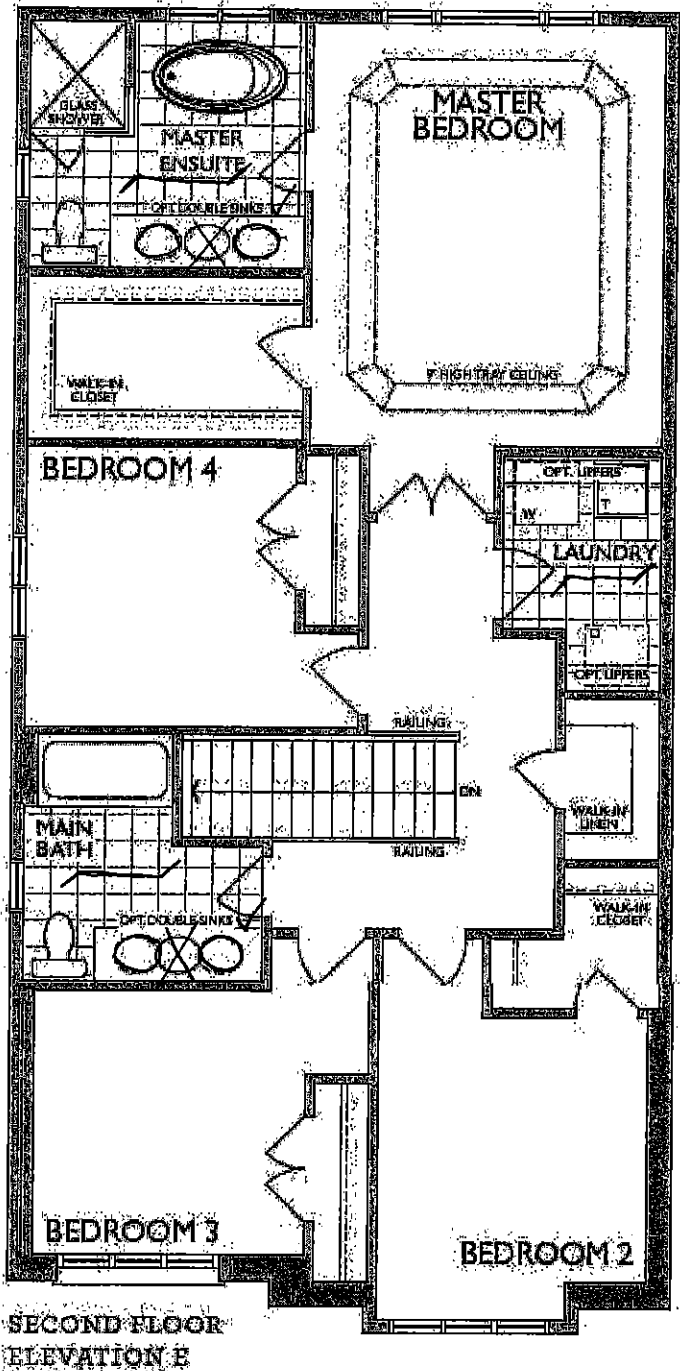 GLASS
SHOWER
MASTER
ENSUITE
OPT. DOUBLE SINKS
MASTER
BEDROOM
9' HIGH TRAY CEILING
WALK-IN
CLOSET
BEDROOM 4
OPT. UPPERS
W
T
LAUNDRY
D
OPT. UPPERS
RAILING
DN
RAILING
WALK-IN
LINEN
MAIN
BATH
OPT. DOUBLE SINKS
WALK-IN
CLOSET
BEDROOM 3
BEDROOM 2
SECOND FLOOR
ELEVATION E